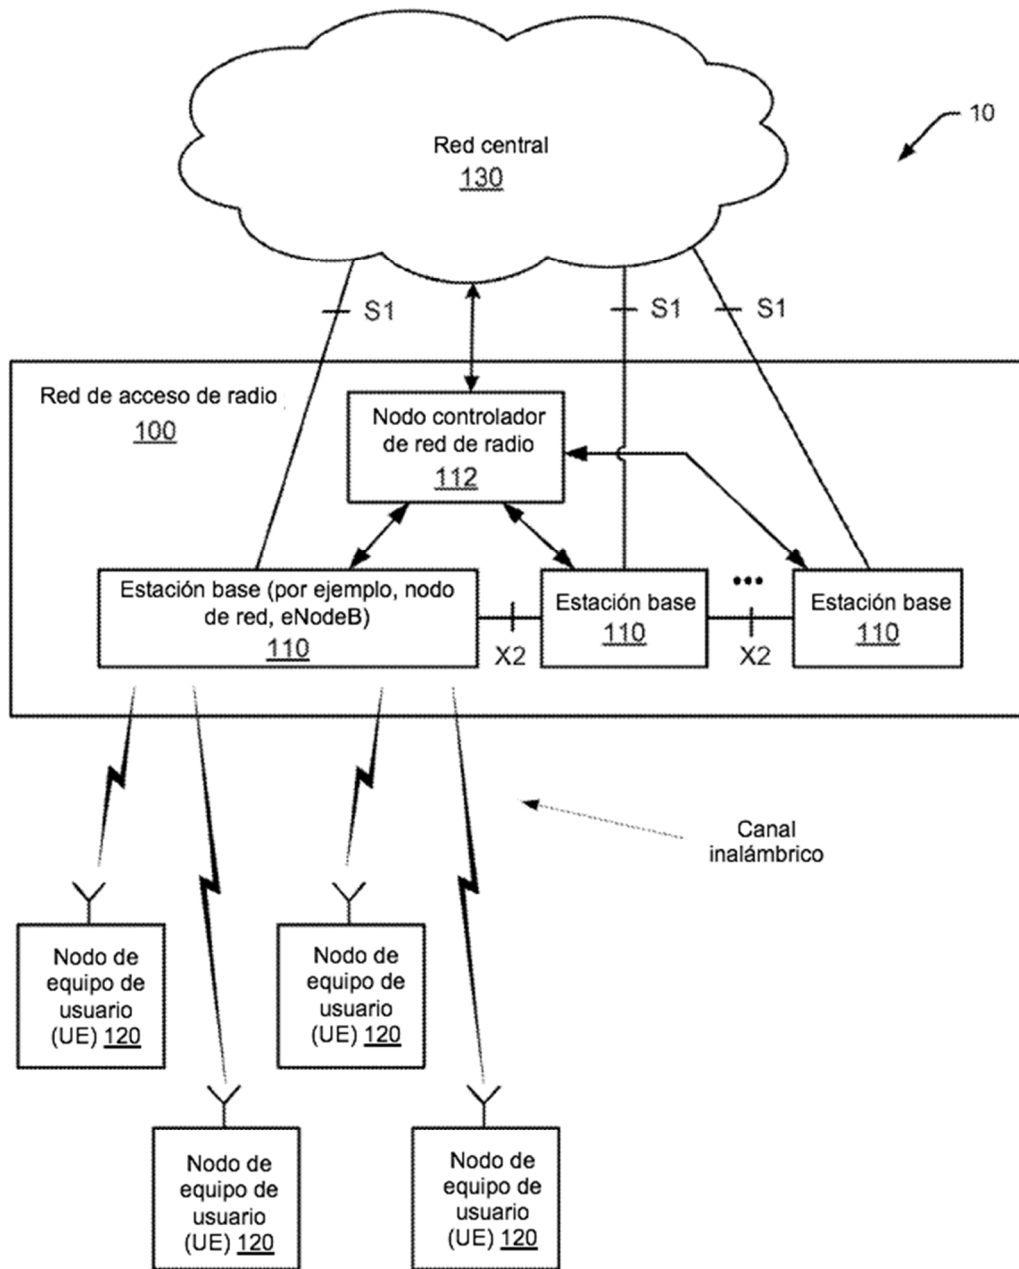 Red central
130
10
S1
S1
S1
Red de acceso de radio
100
Nodo controlador
de red de radio
112
Estación base (por ejemplo, nodo
de red, eNodeB)
110
X2
Estación base
110
•••
X2
Estación base
110
Canal
inalámbrico
Nodo de
equipo de
usuario
(UE) 120
Nodo de
equipo de
usuario
(UE) 120
Nodo de
equipo de
usuario
(UE) 120
Nodo de
equipo de
usuario
(UE) 120